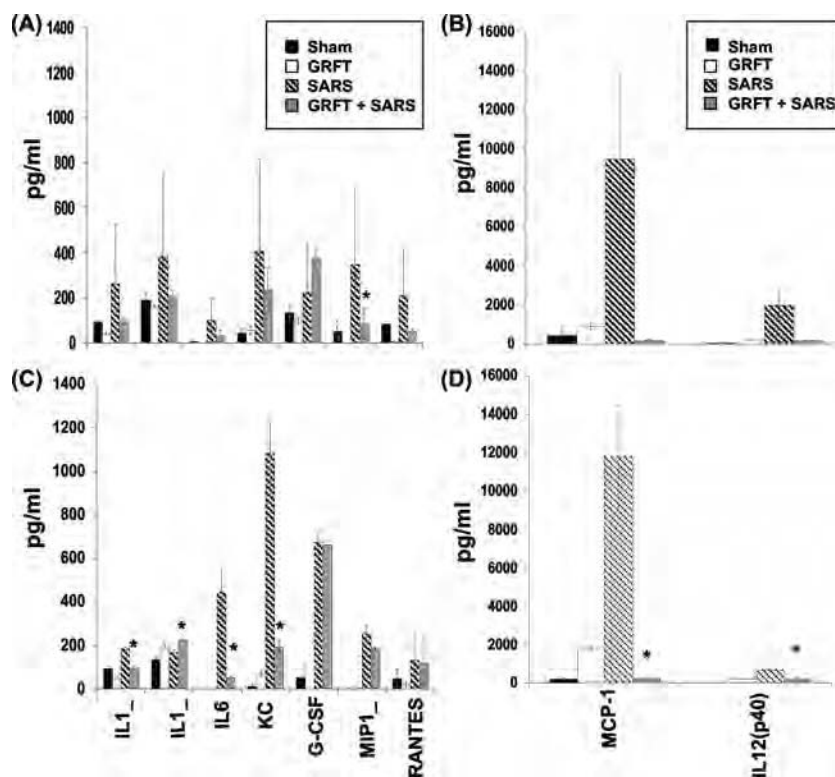 (A)
1400
1200
1000
800
600
400
200
0
pg/ml
Sham
GRFT
SARS
GRFT + SARS
*
(B)
16000
14000
12000
10000
8000
6000
4000
2000
0
pg/ml
Sham
GRFT
SARS
GRFT + SARS
(C)
1400
1200
1000
800
600
400
200
0
pg/ml
*
*
*
*
IL1_
IL1_
IL6
KC
G-CSF
MIP1_
RANTES
(D)
16000
14000
12000
10000
8000
6000
4000
2000
0
pg/ml
*
*
MCP-1
IL12(p40)